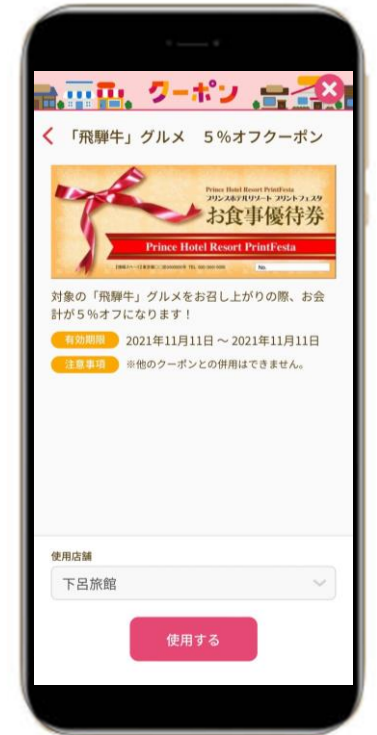 クーポン
「飛騨牛」グルメ 5%オフクーポン
Prince Hotel Resort PrintFesta
プリンスホテルリゾート プリントフェスタ
お食事優待券
Prince Hotel Resort PrintFesta
No.
対象の「飛騨牛」グルメをお召し上がりの際、お会
計が5%オフになります！
有効期限 2021年11月11日 ~ 2021年11月11日
注意事項 ※他のクーポンとの併用はできません。
使用店舗
下呂旅館
使用する